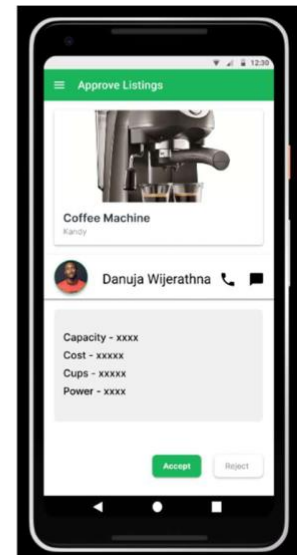 12:30
Approve Listings
Coffee Machine
Kandy
Danuja Wijerathna
Capacity - xxxx
Cost - xxxxx
Cups - xxxxx
Power - xxxx
Accept Reject